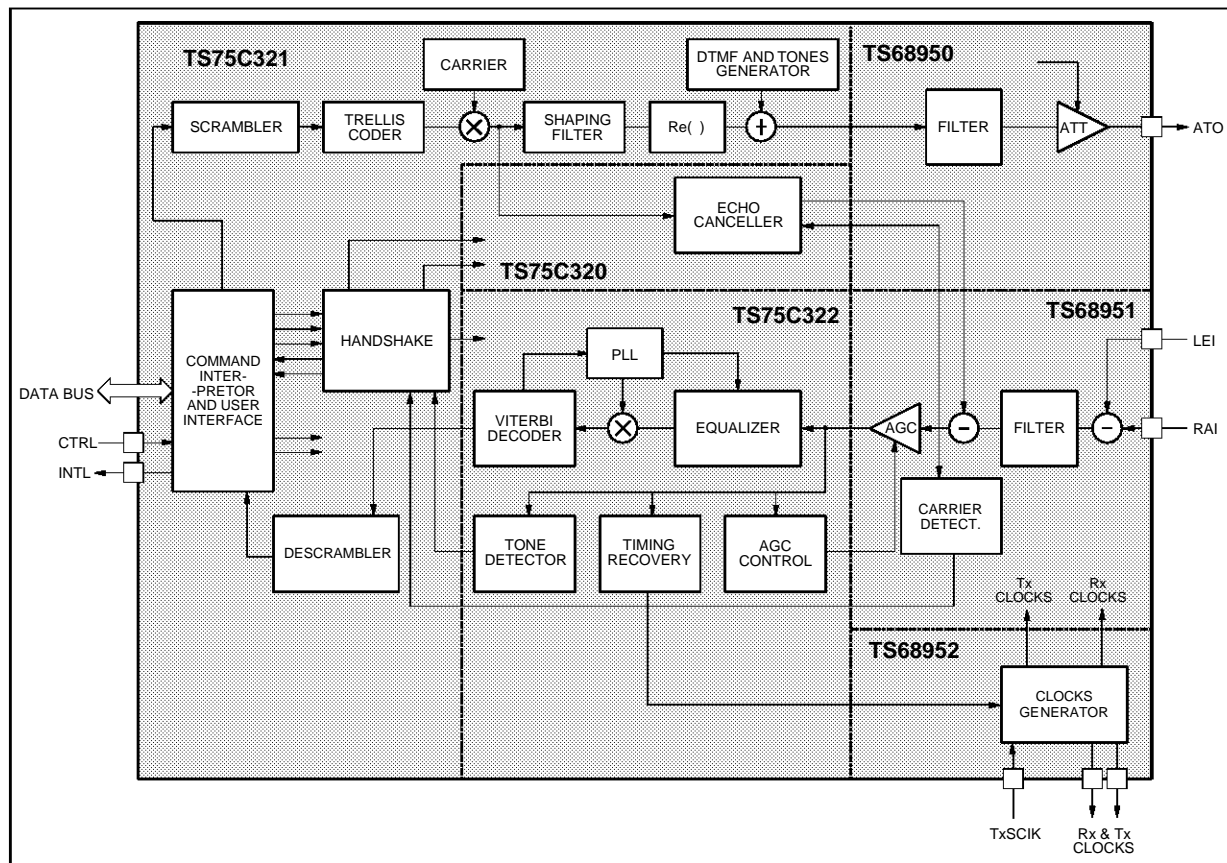 TS75C321
CARRIER
DTMF AND TONES
GENERATOR
TS68950
SCRAMBLER
TRELLIS
CODER
SHAPING
FILTER
Re( )
FILTER
ATT
ATO
ECHO
CANCELLER
TS75C320
TS75C322
TS68951
HANDSHAKE
PLL
LEI
COMMAND
INTER-
-PRETOR
AND USER
INTERFACE
DATA BUS
VITERBI
DECODER
EQUALIZER
AGC
FILTER
RAI
CTRL
INTL
DESCRAMBLER
TONE
DETECTOR
TIMING
RECOVERY
AGC
CONTROL
CARRIER
DETECT.
Tx
CLOCKS
Rx
CLOCKS
TS68952
CLOCKS
GENERATOR
TxSCIK
Rx & Tx
CLOCKS